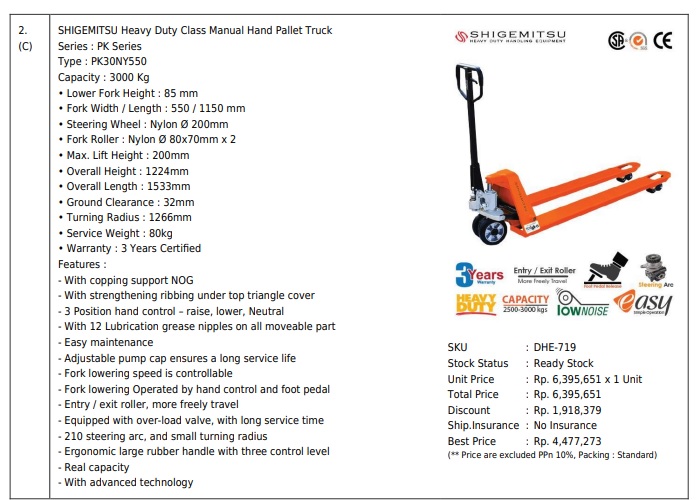 2.
(C)
SHIGEMITSU Heavy Duty Class Manual Hand Pallet Truck
Series : PK Series
Type : PK30NY550
Capacity : 3000 Kg
• Lower Fork Height : 85 mm
• Fork Width / Length : 550 / 1150 mm
• Steering Wheel : Nylon Ø 200mm
• Fork Roller : Nylon Ø 80x70mm x 2
• Max. Lift Height : 200mm
• Overall Height : 1224mm
• Overall Length : 1533mm
• Ground Clearance : 32mm
• Turning Radius : 1266mm
• Service Weight : 80kg
• Warranty : 3 Years Certified
Features :
- With copping support NOG
- With strengthening ribbing under top triangle cover
- 3 Position hand control – raise, lower, Neutral
- With 12 Lubrication grease nipples on all moveable part
- Easy maintenance
- Adjustable pump cap ensures a long service life
- Fork lowering speed is controllable
- Fork lowering Operated by hand control and foot pedal
- Entry / exit roller, more freely travel
- Equipped with over-load valve, with long service time
- 210 steering arc, and small turning radius
- Ergonomic large rubber handle with three control level
- Real capacity
- With advanced technology
SHIGEMITSU
HEAVY DUTY HANDLING EQUIPMENT
CE
3 Years
Warranty
Entry / Exit Roller
More Freely Travel
Foot Pedal Release
Steering Arc
HEAVY
DUTY
CAPACITY
2500-3000 kgs
lOWNOISE
easy
Simple Operation
SKU : DHE-719
Stock Status : Ready Stock
Unit Price : Rp. 6,395,651 x 1 Unit
Total Price : Rp. 6,395,651
Discount : Rp. 1,918,379
Ship.Insurance : No Insurance
Best Price : Rp. 4,477,273
(** Price are excluded PPn 10%, Packing : Standard)